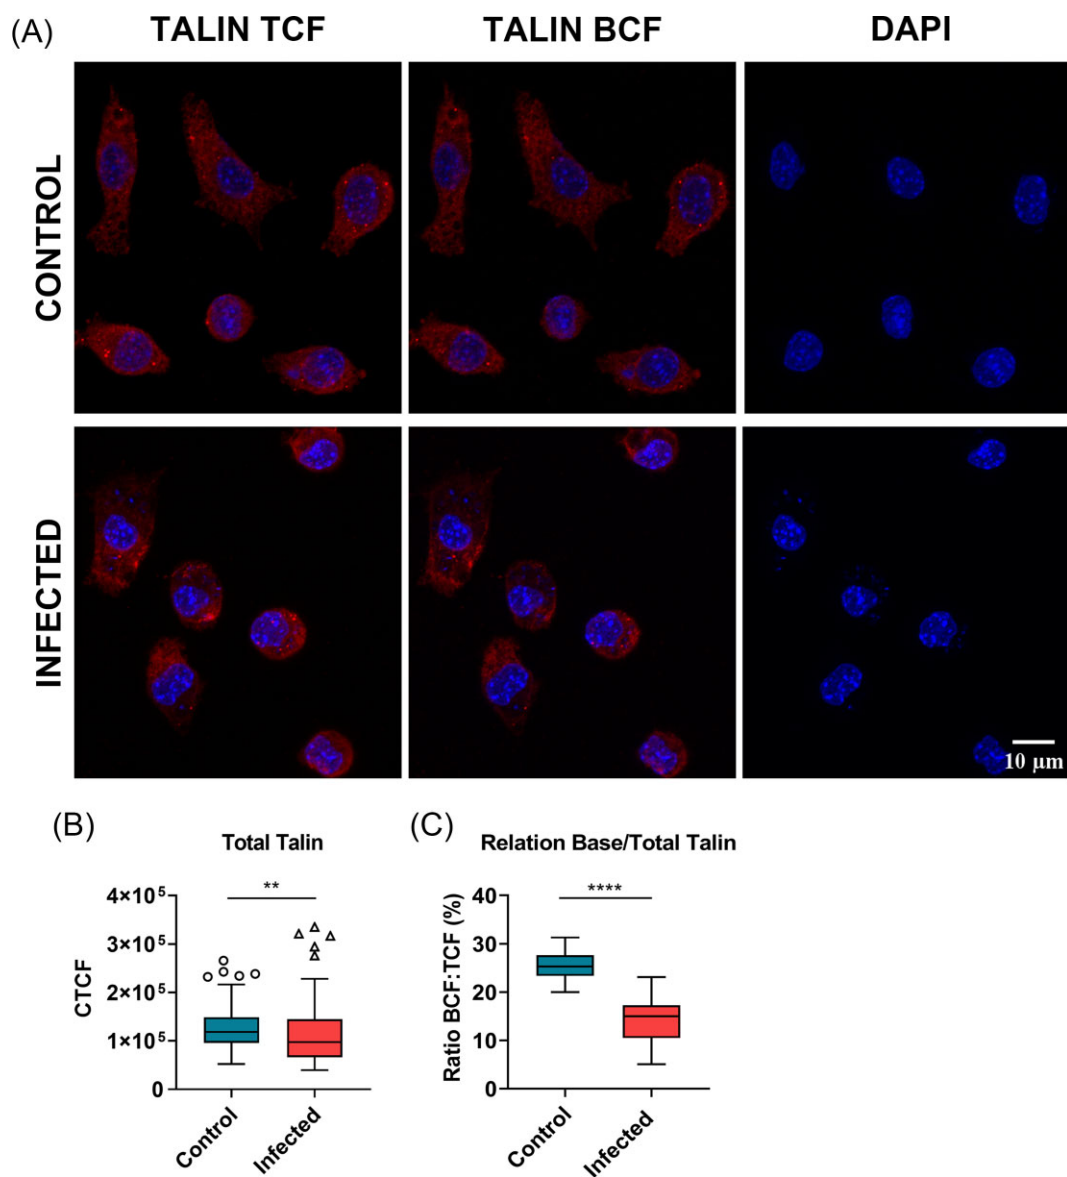 (A)
TALIN TCF
TALIN BCF
DAPI
CONTROL
INFECTED
10 µm
(B)
Total Talin
**
CTCF
4×10⁵
3×10⁵
2×10⁵
1×10⁵
0
Control
Infected
(C)
Relation Base/Total Talin
****
Ratio BCF:TCF (%)
40
30
20
10
0
Control
Infected